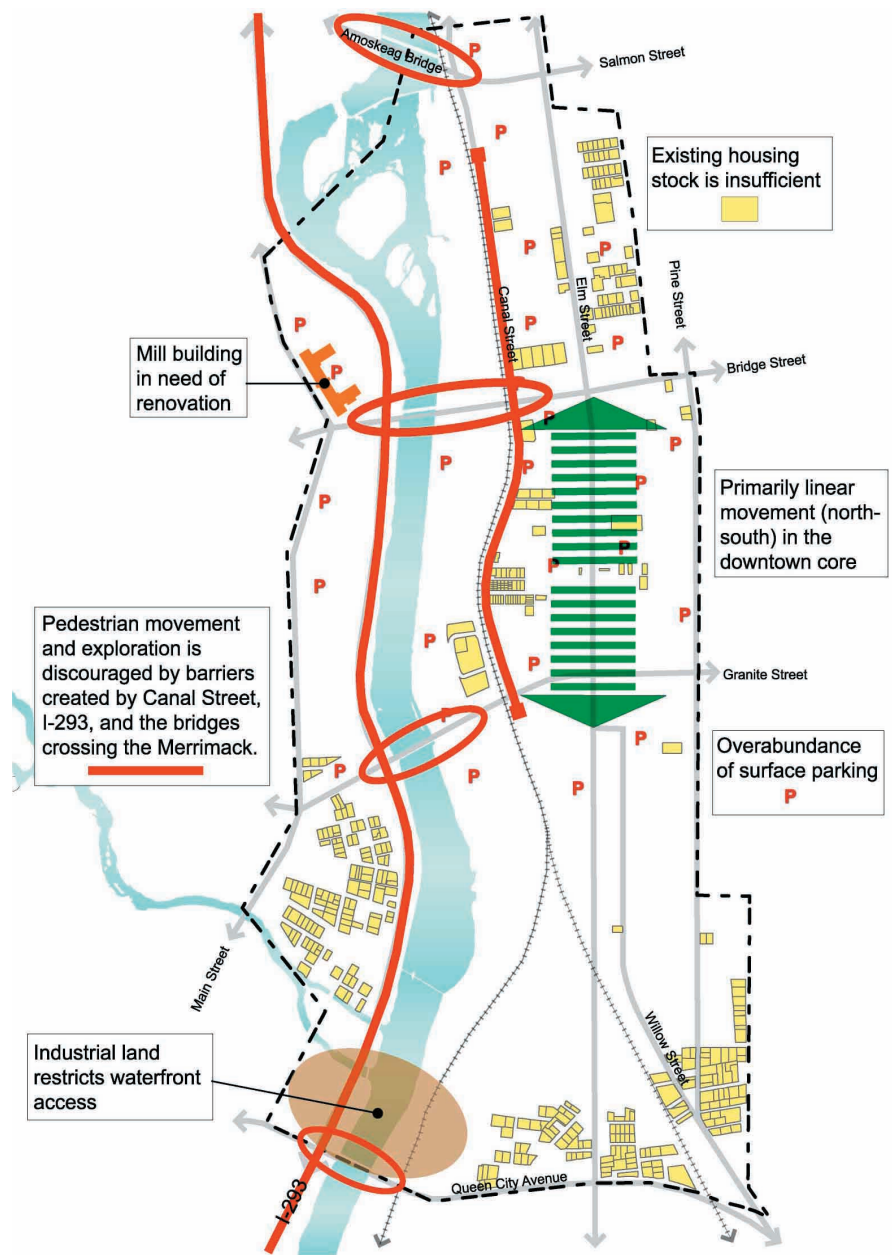 Amoskeag Bridge
P
Salmon Street
P
P
Existing housing
stock is insufficient
P
P
Canal Street
Elm Street
Pine Street
P
P
P
Mill building
in need of
renovation
P
Bridge Street
P
P
P
P
P
P
Primarily linear
movement (north-
south) in the
downtown core
P
P
P
P
Pedestrian movement
and exploration is
discouraged by barriers
created by Canal Street,
I-293, and the bridges
crossing the Merrimack.
P
P
P
Granite Street
P
P
P
P
P
Overabundance
of surface parking
P
Main Street
Willow Street
Industrial land
restricts waterfront
access
I-293
Queen City Avenue